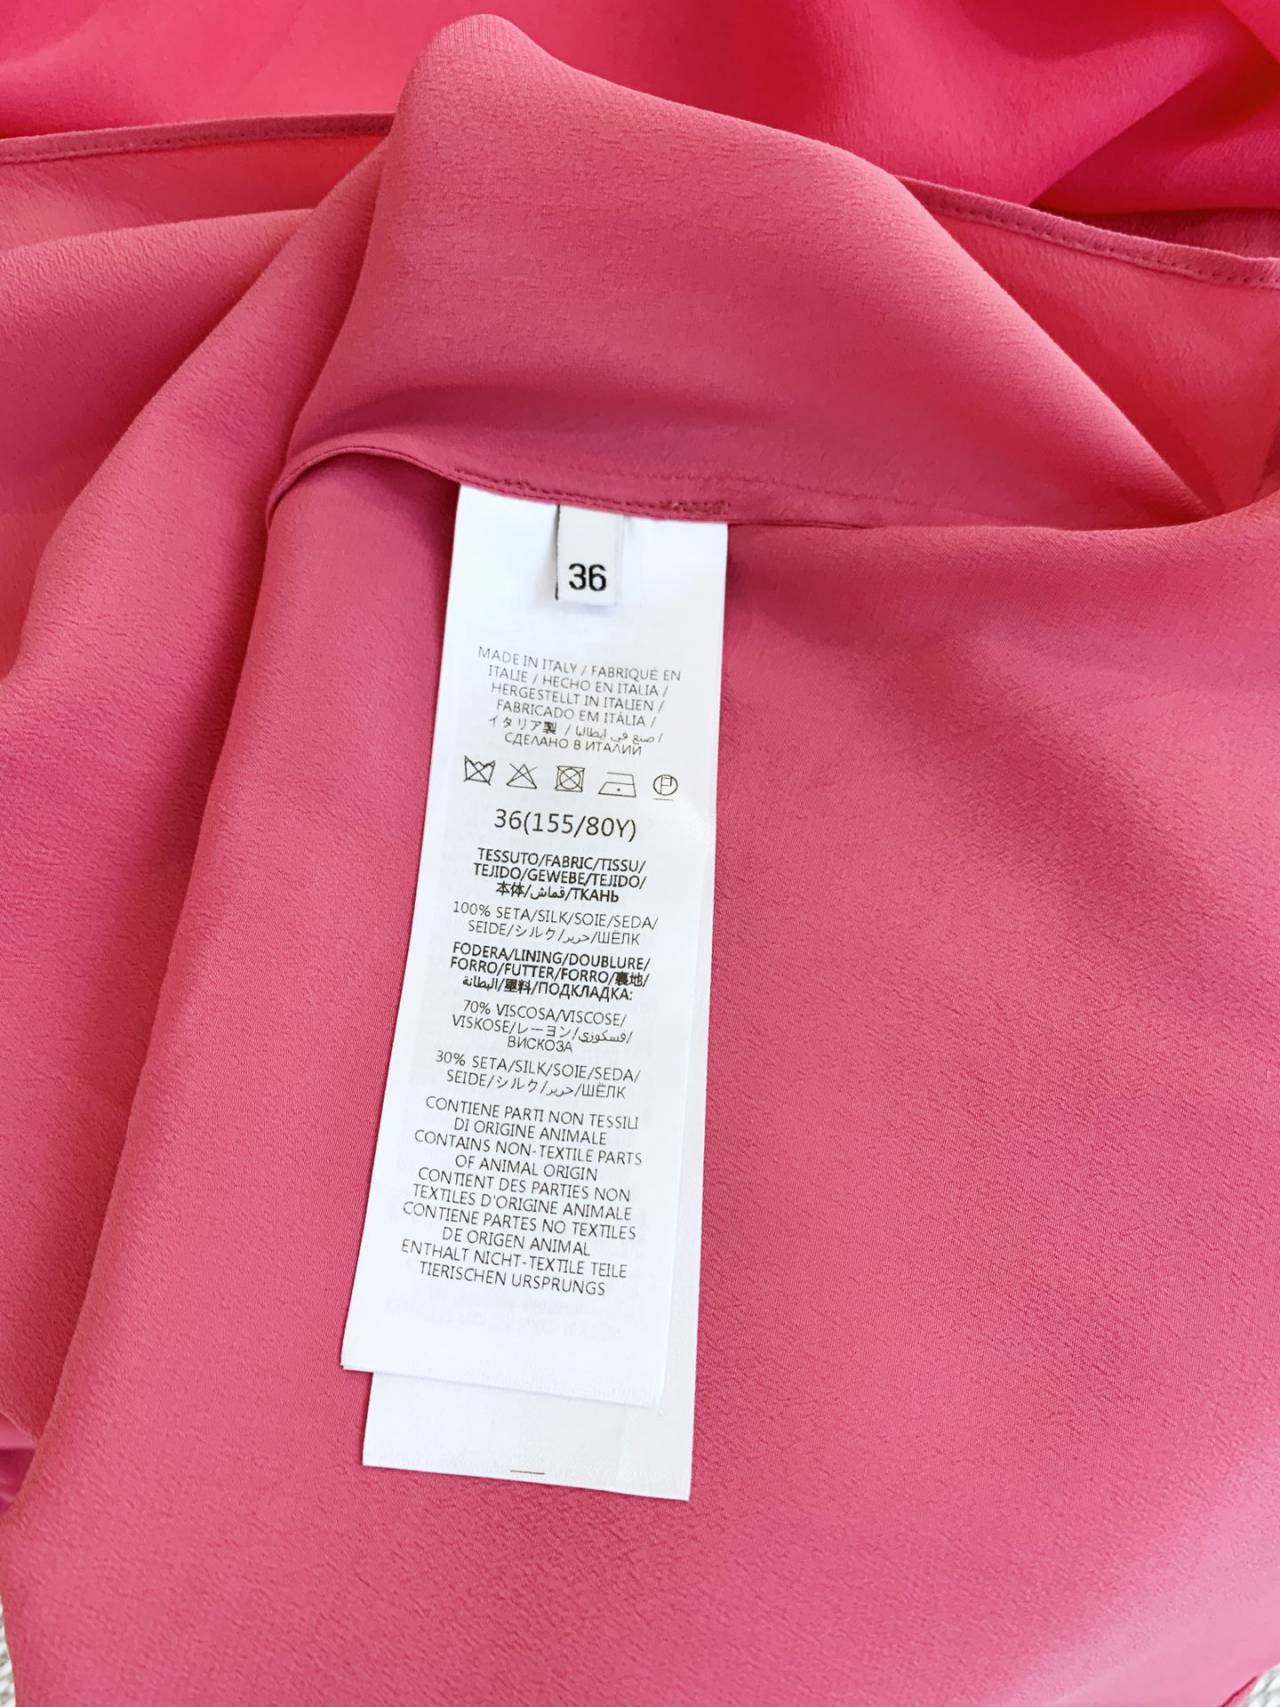 36
MADE IN ITALY / FABRIQUÉ EN
ITALIE / HECHO EN ITALIA /
HERGESTELLT IN ITALIEN /
FABRICADO EM ITÁLIA /
イタリア製 / صنع في إيطاليا /
СДЕЛАНО В ИТАЛИИ
P
36(155/80Y)
TESSUTO/FABRIC/TISSU/
TEJIDO/GEWEBE/TEJIDO/
本体/قماش/ТКАНЬ
100% SETA/SILK/SOIE/SEDA/
SEIDE/シルク/حرير/ШЁЛК
FODERA/LINING/DOUBLURE/
FORRO/FUTTER/FORRO/裏地/
البطانة/里料/ПОДКЛАДКА:
70% VISCOSA/VISCOSE/
VISKOSE/レーヨン/فسكوزي/
ВИСКОЗА
30% SETA/SILK/SOIE/SEDA/
SEIDE/シルク/حرير/ШЁЛК
CONTIENE PARTI NON TESSILI
DI ORIGINE ANIMALE
CONTAINS NON-TEXTILE PARTS
OF ANIMAL ORIGIN
CONTIENT DES PARTIES NON
TEXTILES D'ORIGINE ANIMALE
CONTIENE PARTES NO TEXTILES
DE ORIGEN ANIMAL
ENTHALT NICHT-TEXTILE TEILE
TIERISCHEN URSPRUNGS